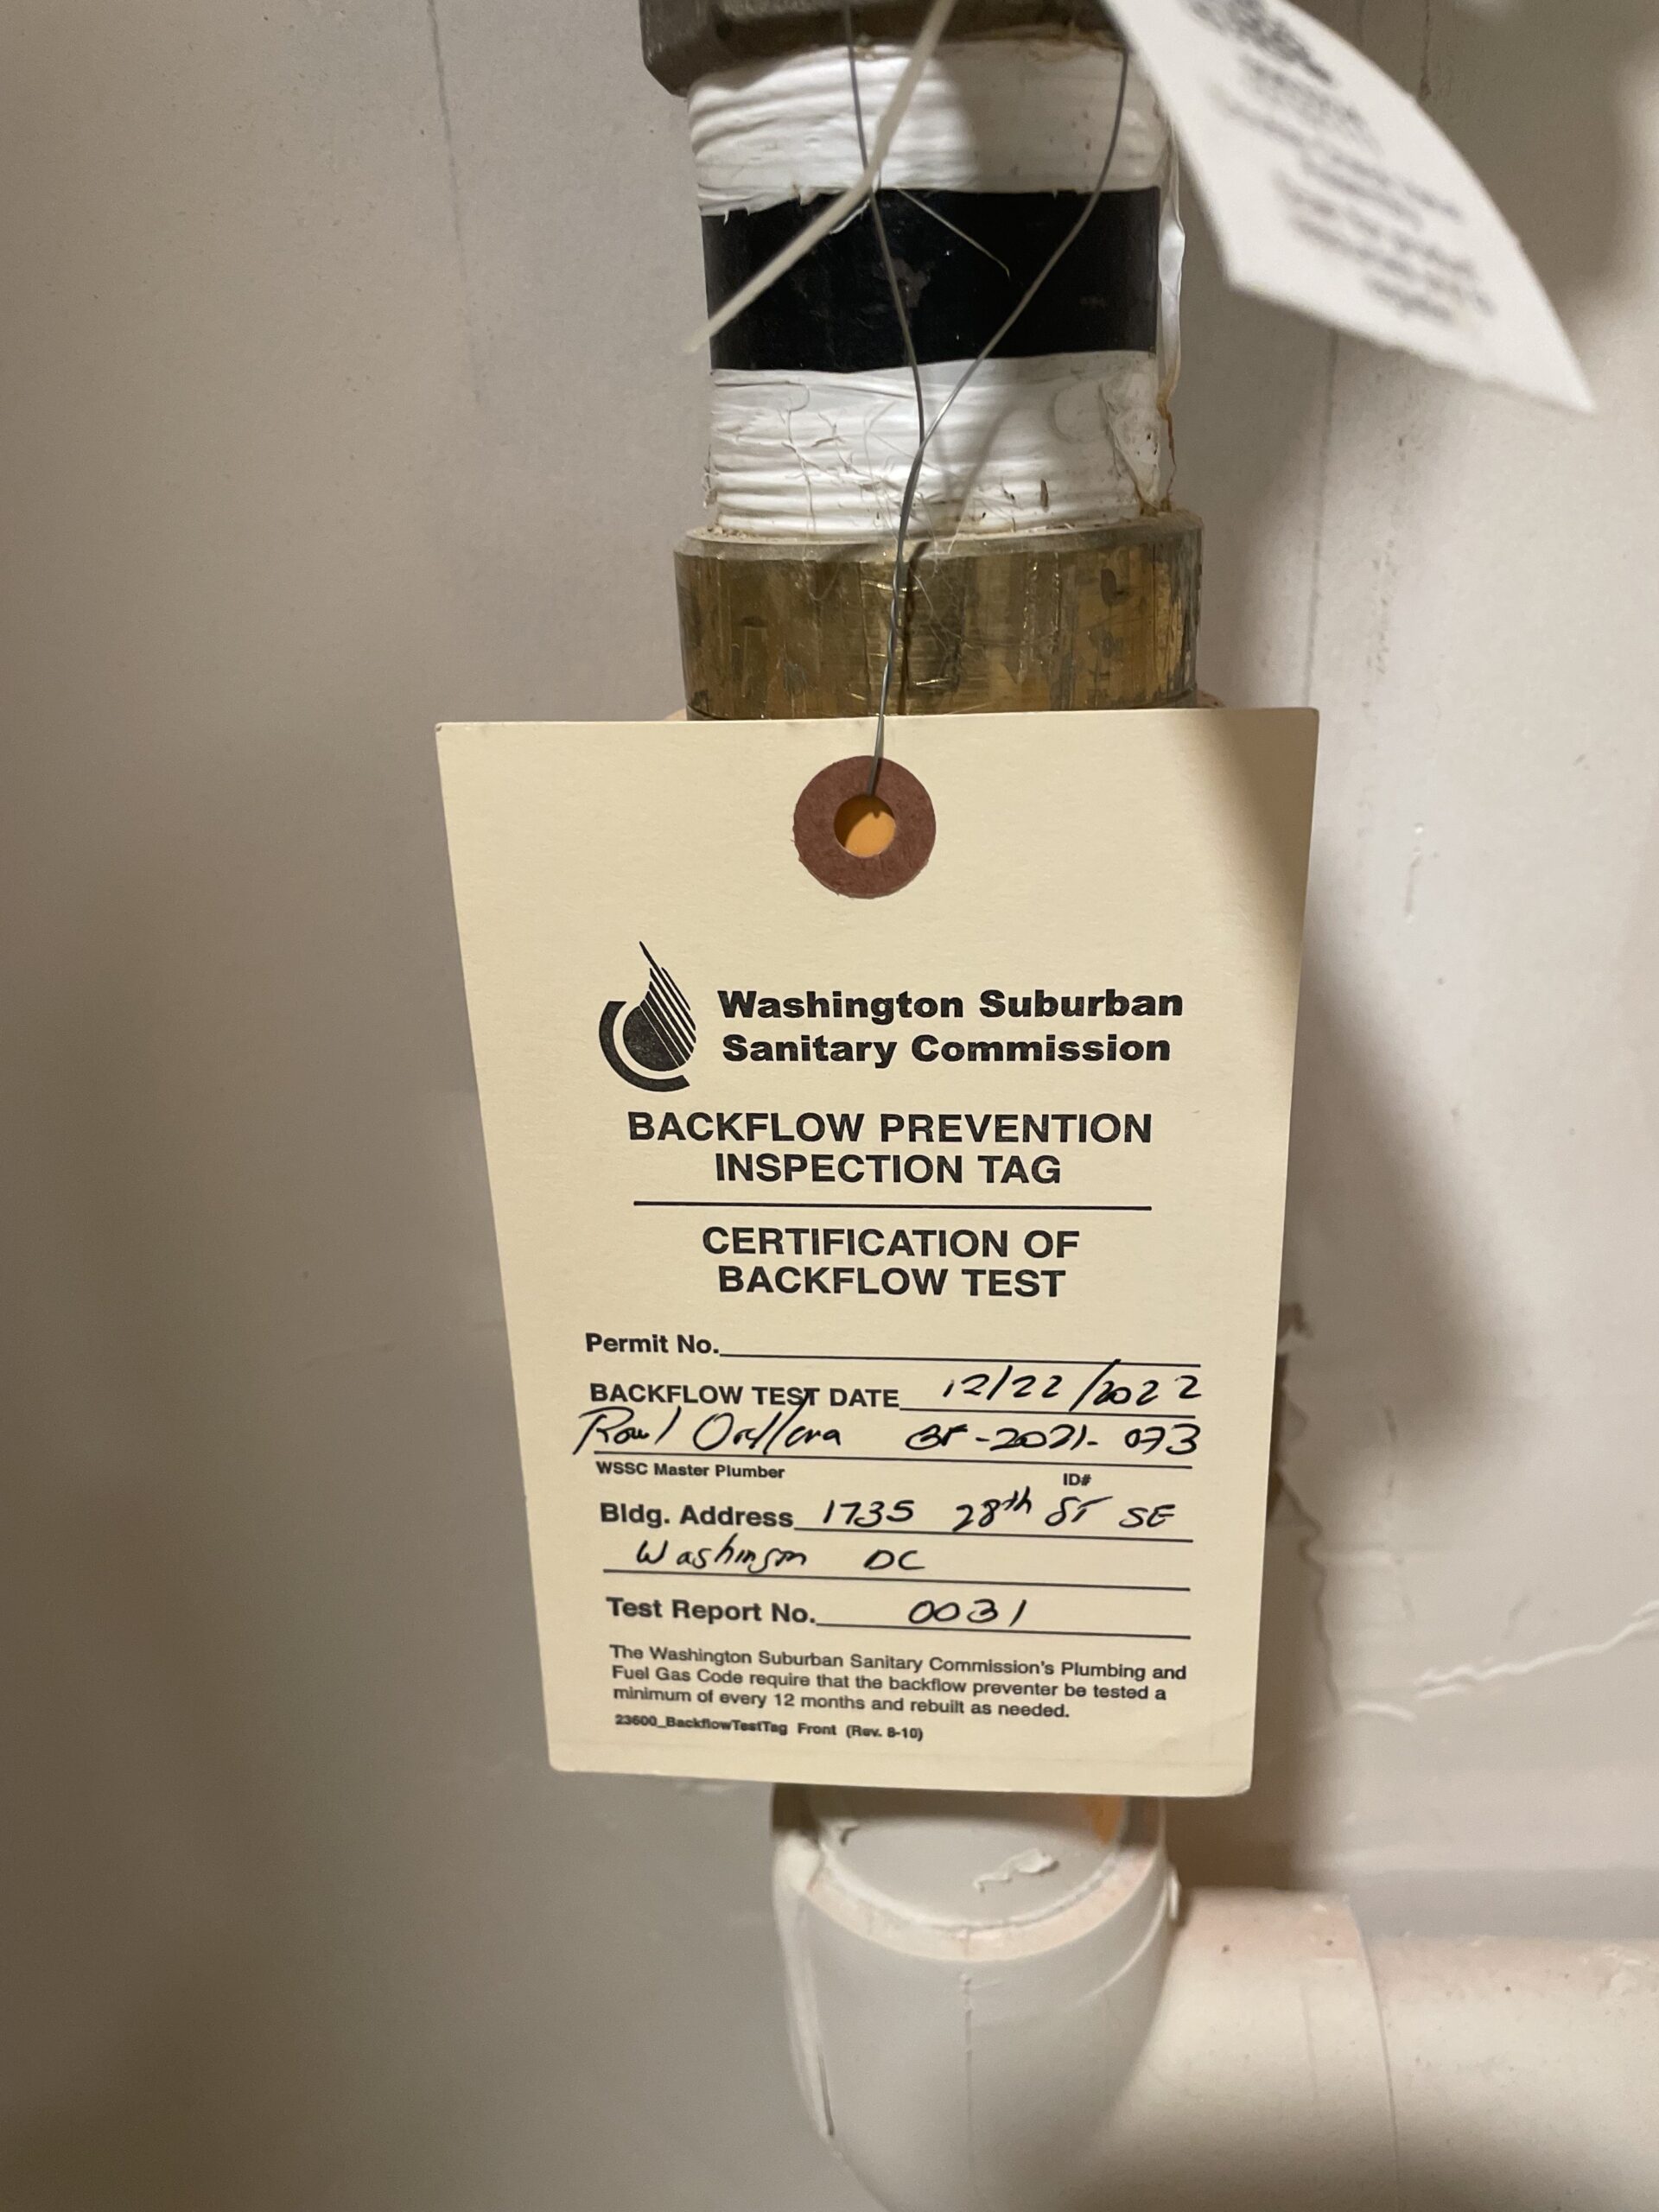 Washington Suburban
Sanitary Commission
BACKFLOW PREVENTION
INSPECTION TAG
CERTIFICATION OF
BACKFLOW TEST
Permit No.
BACKFLOW TEST DATE 12/22/2022
Raul Orellana BF-2021-073
WSSC Master Plumber ID#
Bldg. Address 1735 28th ST SE
Washington DC
Test Report No. 0031
The Washington Suburban Sanitary Commission's Plumbing and
Fuel Gas Code require that the backflow preventer be tested a
minimum of every 12 months and rebuilt as needed.
23600_BackflowTestTag Front (Rev. 8-10)